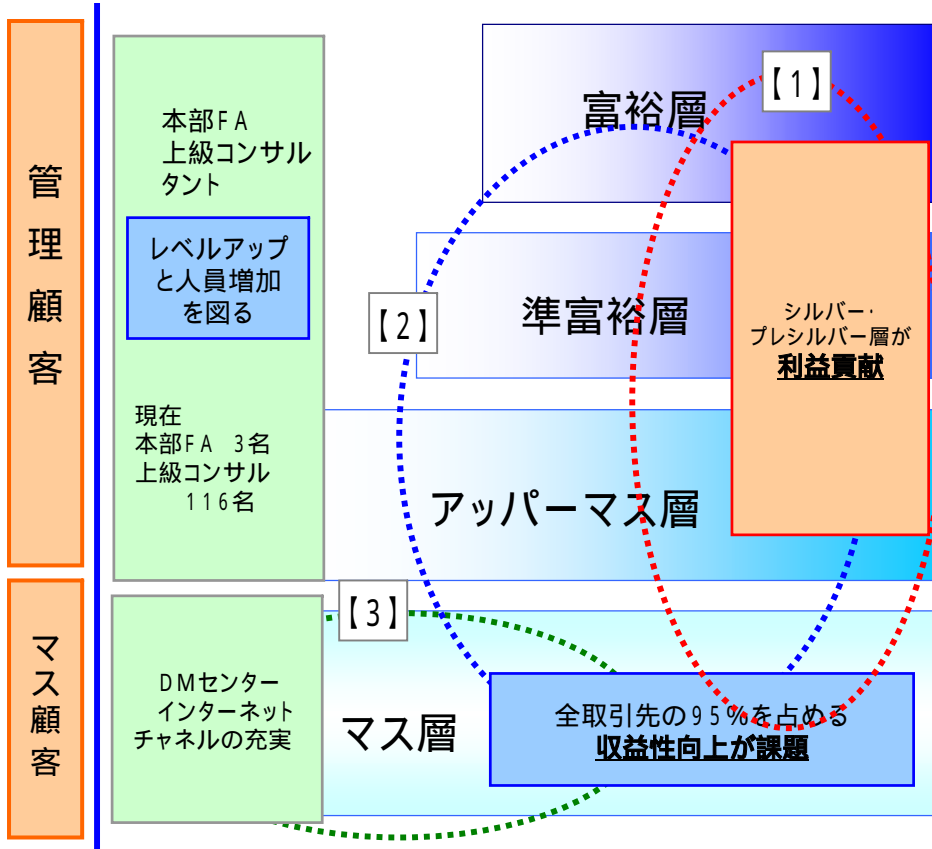 管理顧客
本部FA
上級コンサル
タント
レベルアップ
と人員増加
を図る
現在
本部FA 3名
上級コンサル
116名
富裕層
【1】
【2】
準富裕層
シルバー・
プレシルバー層が
利益貢献
アッパーマス層
マス顧客
DMセンター
インターネット
チャネルの充実
【3】
マス層
全取引先の95%を占める
収益性向上が課題